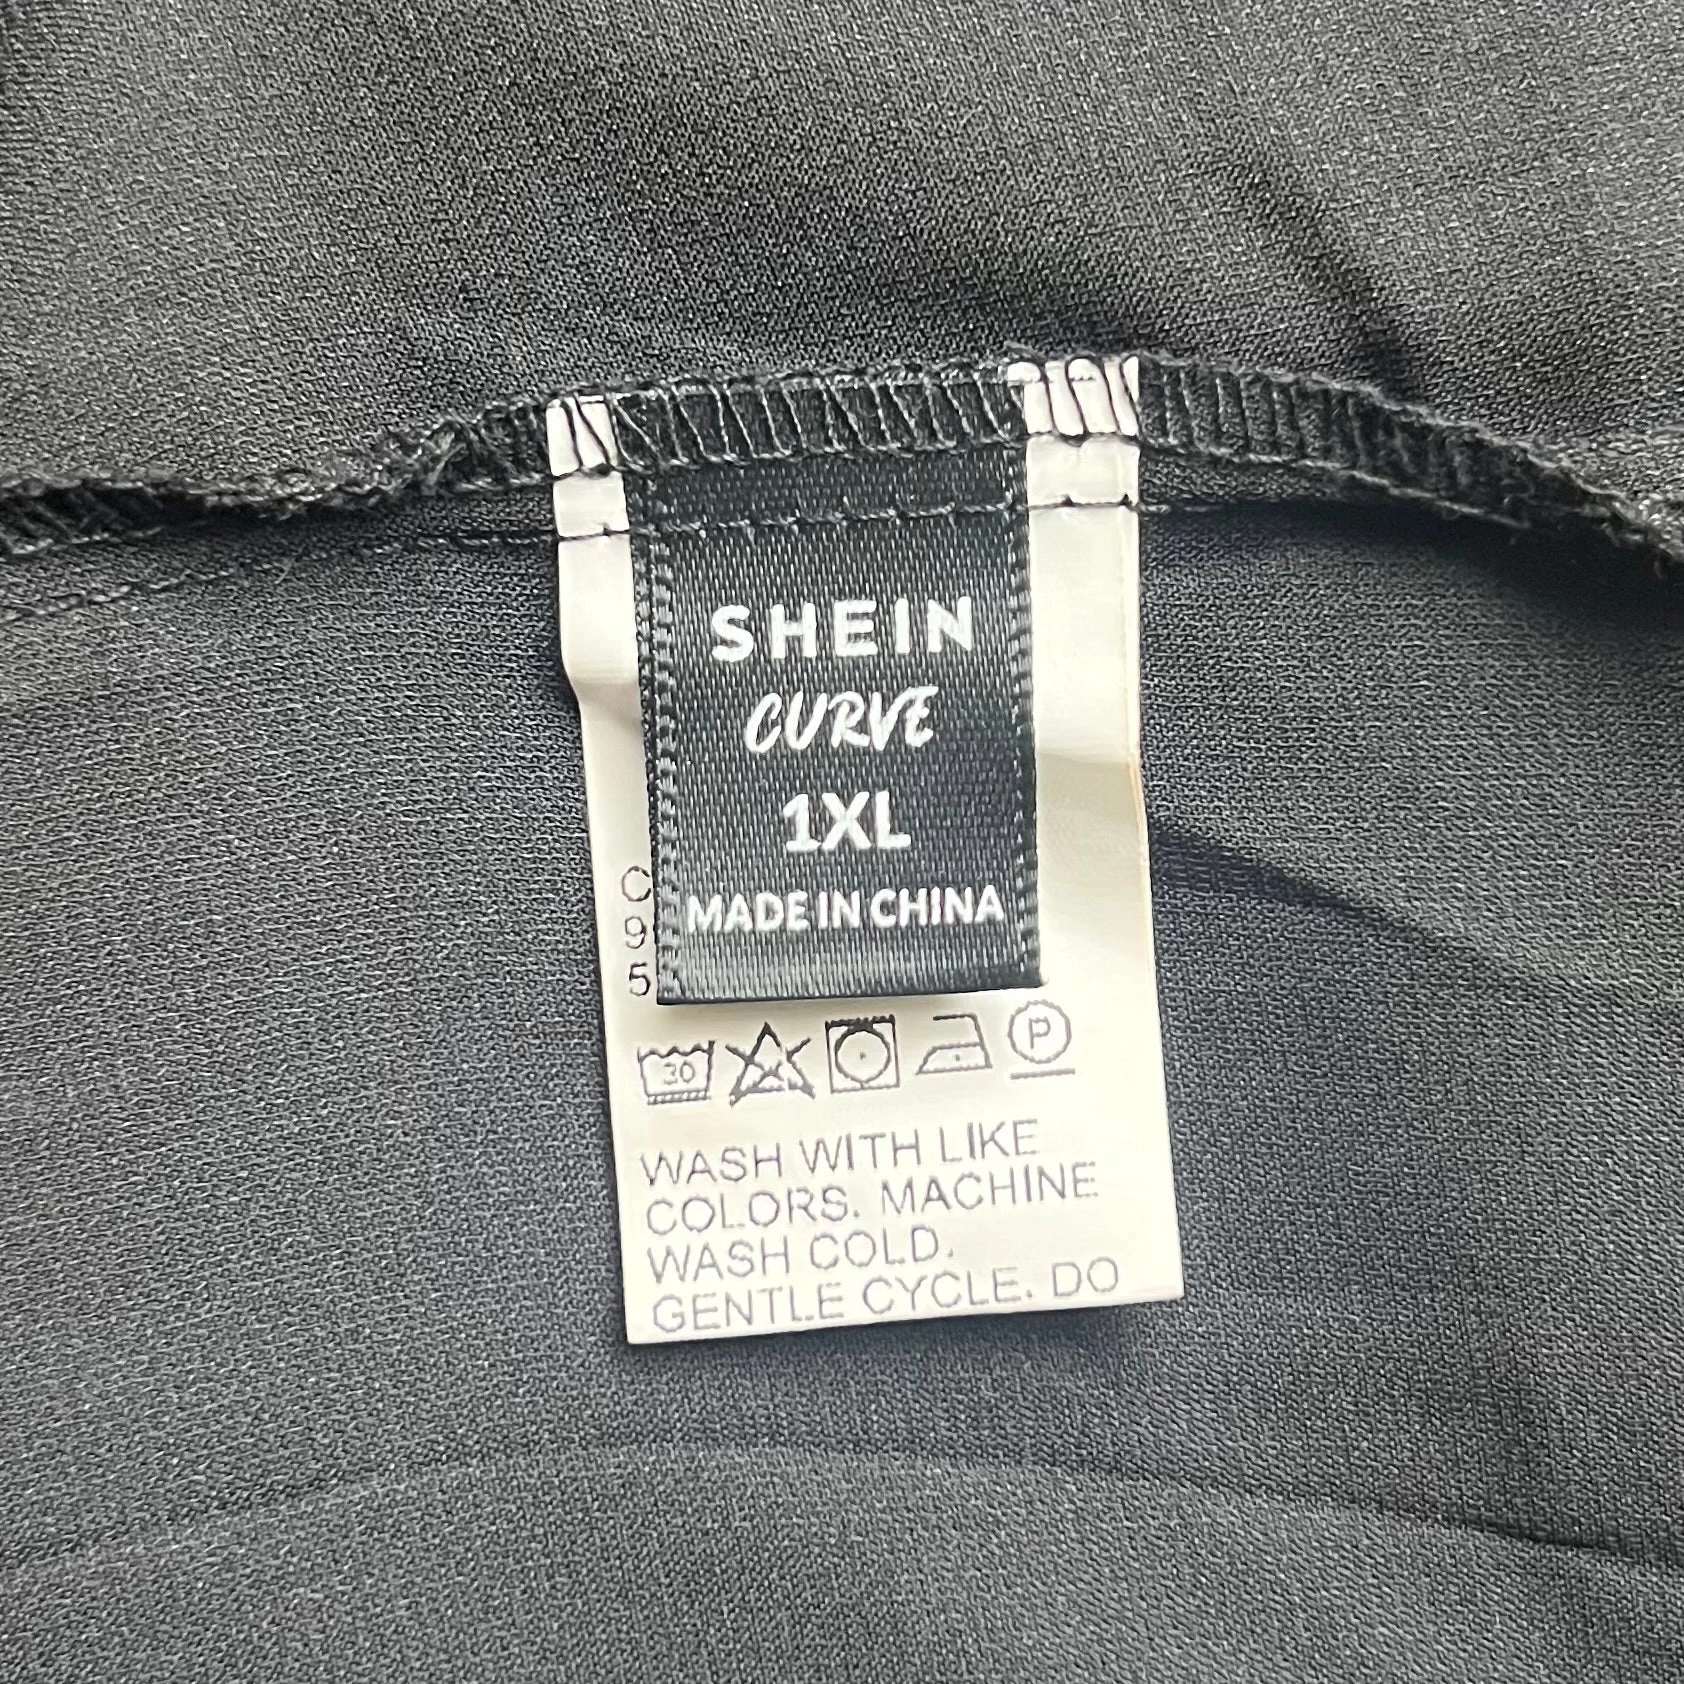 SHEIN
CURVE
1XL
MADE IN CHINA
C
9
5
30
P
WASH WITH LIKE
COLORS. MACHINE
WASH COLD.
GENTLE CYCLE. DO